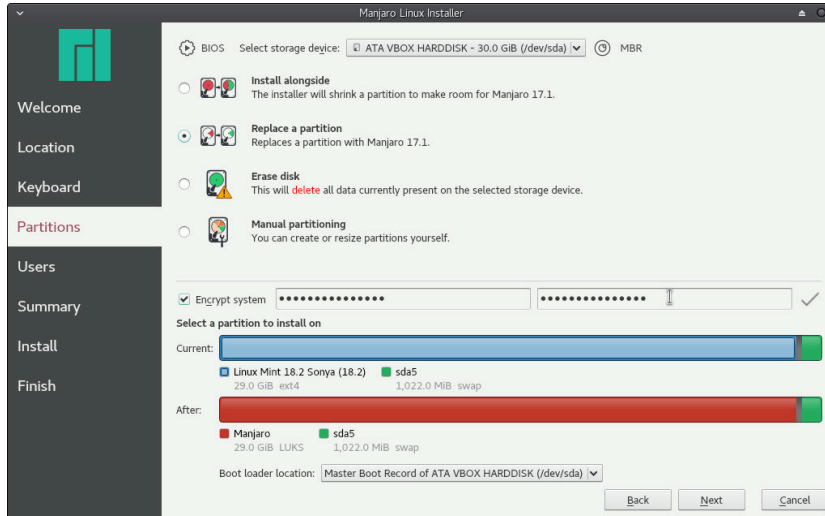 Manjaro Linux Installer
BIOS Select storage device: ATA VBOX HARDDISK - 30.0 GiB (/dev/sda) MBR
Install alongside
The installer will shrink a partition to make room for Manjaro 17.1.
Welcome
Replace a partition
Replaces a partition with Manjaro 17.1.
Location
Erase disk
This will delete all data currently present on the selected storage device.
Keyboard
Manual partitioning
You can create or resize partitions yourself.
Partitions
Users
Summary
Install
Finish
Encrypt system ••••••••••••••• •••••••••••••••
Select a partition to install on
Current:
Linux Mint 18.2 Sonya (18.2) sda5
29.0 GiB ext4 1,022.0 MiB swap
After:
Manjaro sda5
29.0 GiB LUKS 1,022.0 MiB swap
Boot loader location: Master Boot Record of ATA VBOX HARDDISK (/dev/sda)
Back Next Cancel